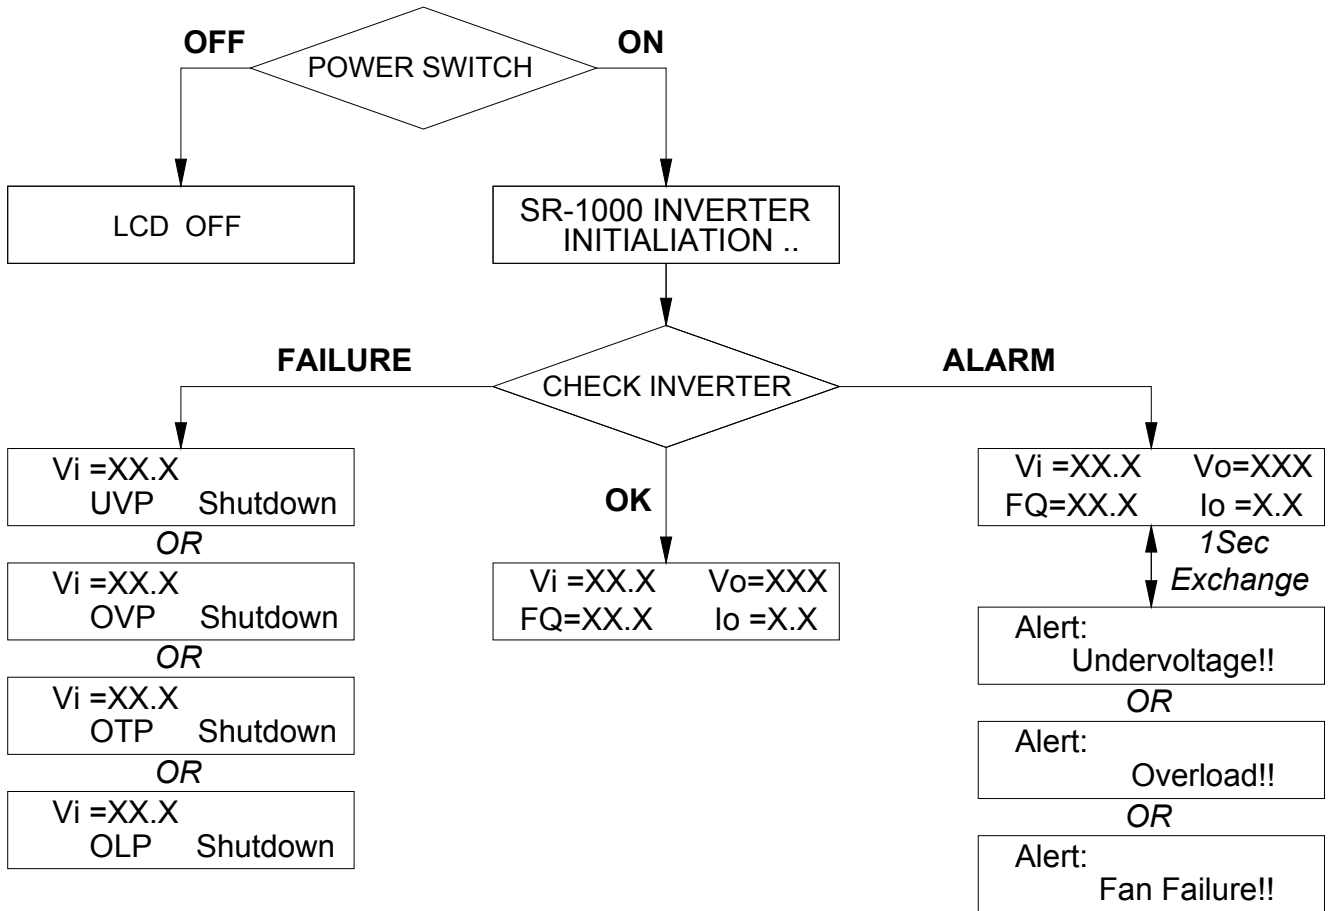 OFF
ON
POWER SWITCH
LCD OFF
SR-1000 INVERTER
INITIALIATION ..
FAILURE
CHECK INVERTER
ALARM
Vi =XX.X
UVP Shutdown
OR
Vi =XX.X
OVP Shutdown
OR
Vi =XX.X
OTP Shutdown
OR
Vi =XX.X
OLP Shutdown
OK
Vi =XX.X Vo=XXX
FQ=XX.X Io =X.X
Vi =XX.X Vo=XXX
FQ=XX.X Io =X.X
1Sec
Exchange
Alert:
Undervoltage!!
OR
Alert:
Overload!!
OR
Alert:
Fan Failure!!